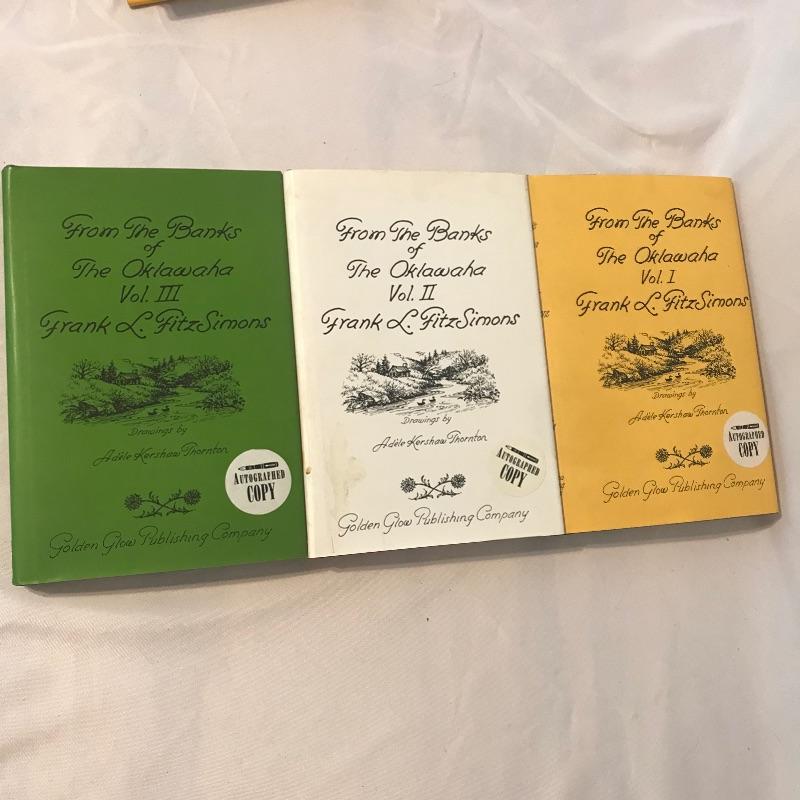 From The Banks
of
The Oklawaha
Vol. III
Frank L. FitzSimons
Drawings by
Adèle Kershaw Thornton
AUTOGRAPHED
COPY
Golden Glow Publishing Company
From The Banks
of
The Oklawaha
Vol. II
Frank L. FitzSimons
Drawings by
Adèle Kershaw Thornton
AUTOGRAPHED
COPY
Golden Glow Publishing Company
From The Banks
of
The Oklawaha
Vol. I
Frank L. FitzSimons
Drawings by
Adèle Kershaw Thornton
AUTOGRAPHED
COPY
Golden Glow Publishing Company